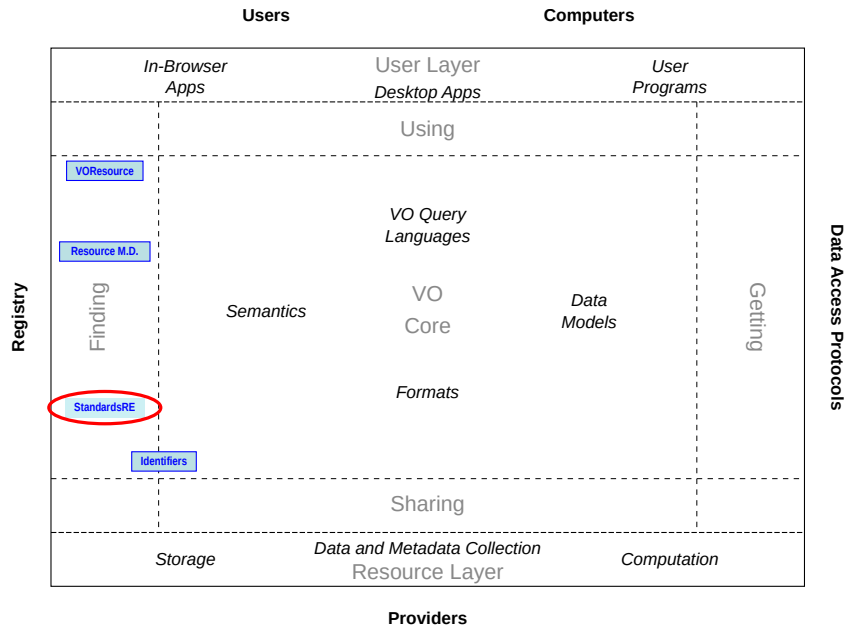 Users
Computers
In-Browser
Apps
User Layer
Desktop Apps
User
Programs
Using
VOResource
VO Query
Languages
Resource M.D.
Registry
Finding
Semantics
VO
Core
Data
Models
Getting
Data Access Protocols
StandardsRE
Formats
Identifiers
Sharing
Storage
Data and Metadata Collection
Resource Layer
Computation
Providers